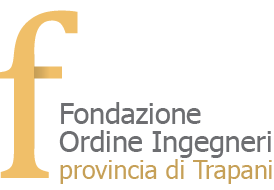 f
Fondazione
Ordine Ingegneri
provincia di Trapani